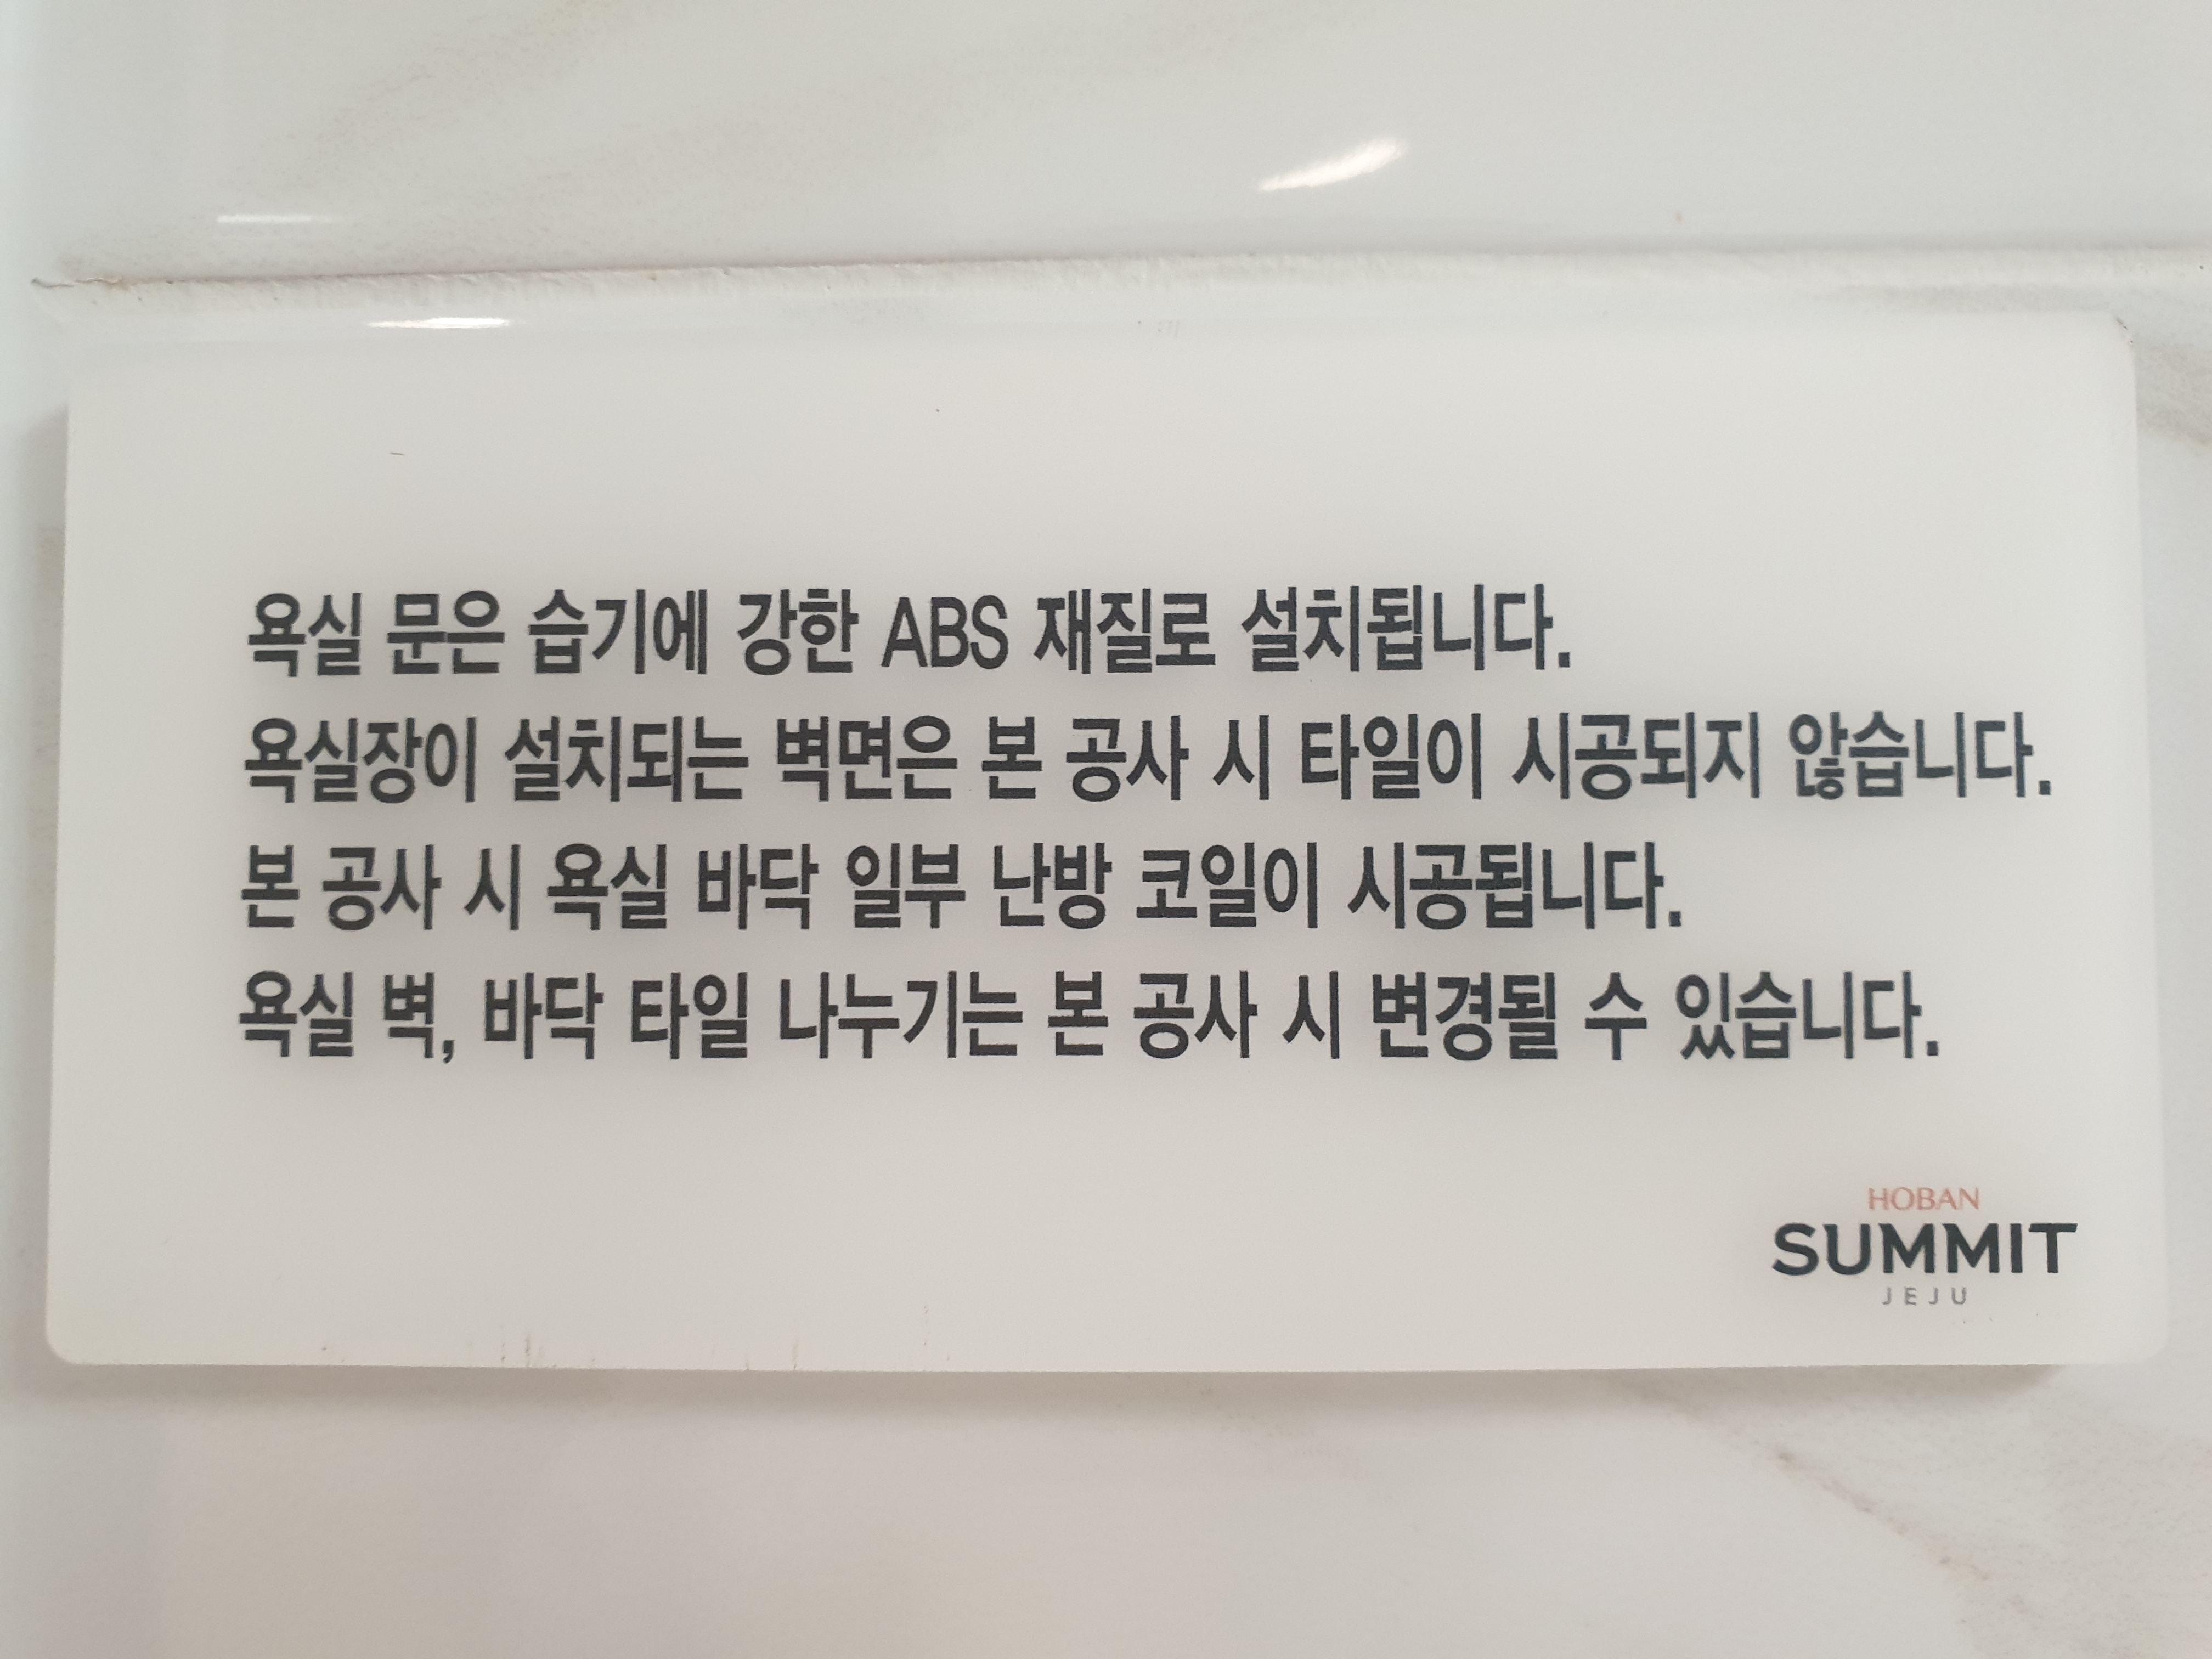 욕실 문은 습기에 강한 ABS 재질로 설치됩니다.
욕실장이 설치되는 벽면은 본 공사 시 타일이 시공되지 않습니다.
본 공사 시 욕실 바닥 일부 난방 코일이 시공됩니다.
욕실 벽, 바닥 타일 나누기는 본 공사 시 변경될 수 있습니다.
HOBAN
SUMMIT
JEJU